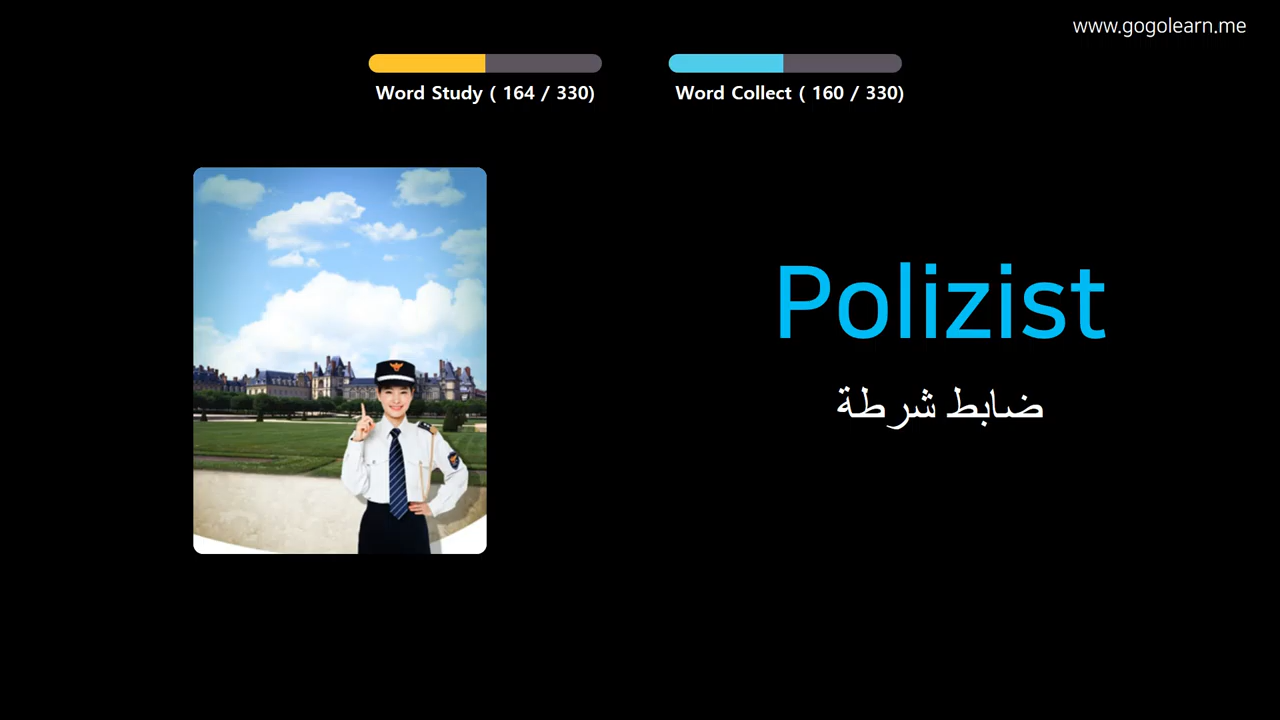 www.gogolearn.me
Word Study ( 164 / 330)
Word Collect ( 160 / 330)
Polizist
ضابط شرطة